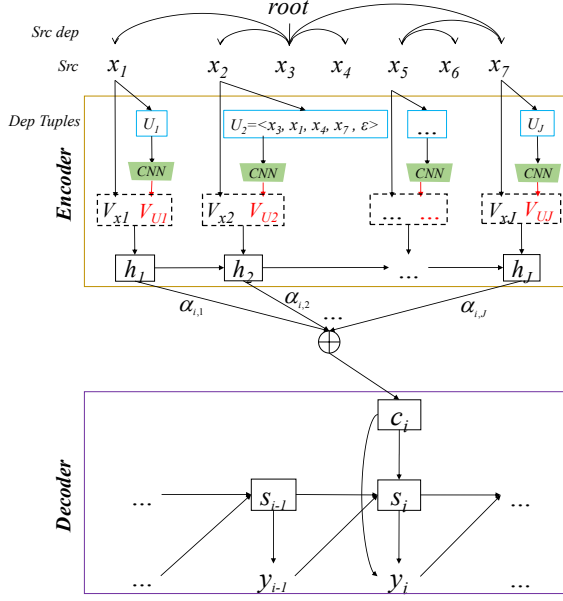 root
Src dep
Src x1 x2 x3 x4 x5 x6 x7
Dep Tuples U1 U2=<x3, x1, x4, x7 , ε> ... UJ
CNN CNN CNN CNN
Encoder
Vx1 VU1 Vx2 VU2 ... ... VxJ VUJ
h1 h2 ... hJ
αi,1 αi,2 ... αi,J
ci
Decoder
... si-1 si ...
... yi-1 yi ...